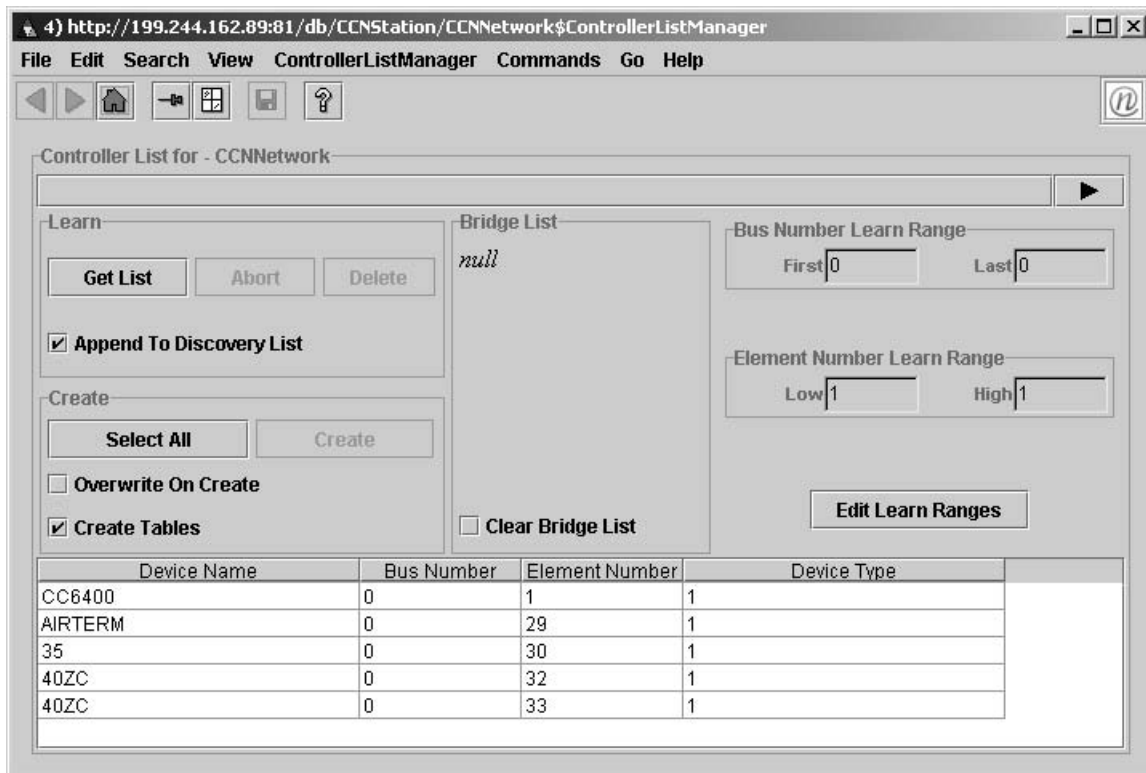 4) http://199.244.162.89:81/db/CCNStation/CCNNetwork$ControllerListManager
File Edit Search View ControllerListManager Commands Go Help
n
Controller List for - CCNNetwork
Learn
Get List Abort Delete
Append To Discovery List
Create
Select All Create
Overwrite On Create
Create Tables
Bridge List
null
Clear Bridge List
Bus Number Learn Range
First 0 Last 0
Element Number Learn Range
Low 1 High 1
Edit Learn Ranges
Device Name Bus Number Element Number Device Type
CC6400 0 1 1
AIRTERM 0 29 1
35 0 30 1
40ZC 0 32 1
40ZC 0 33 1